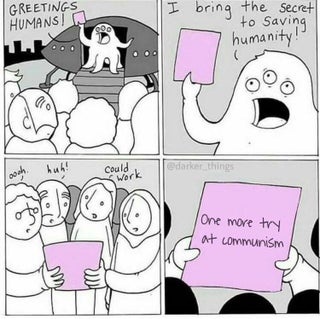 GREETINGS
HUMANS!
I bring the secret
to saving
humanity!
oooh.
huh!
could
work
@darker_things
One more try
at communism